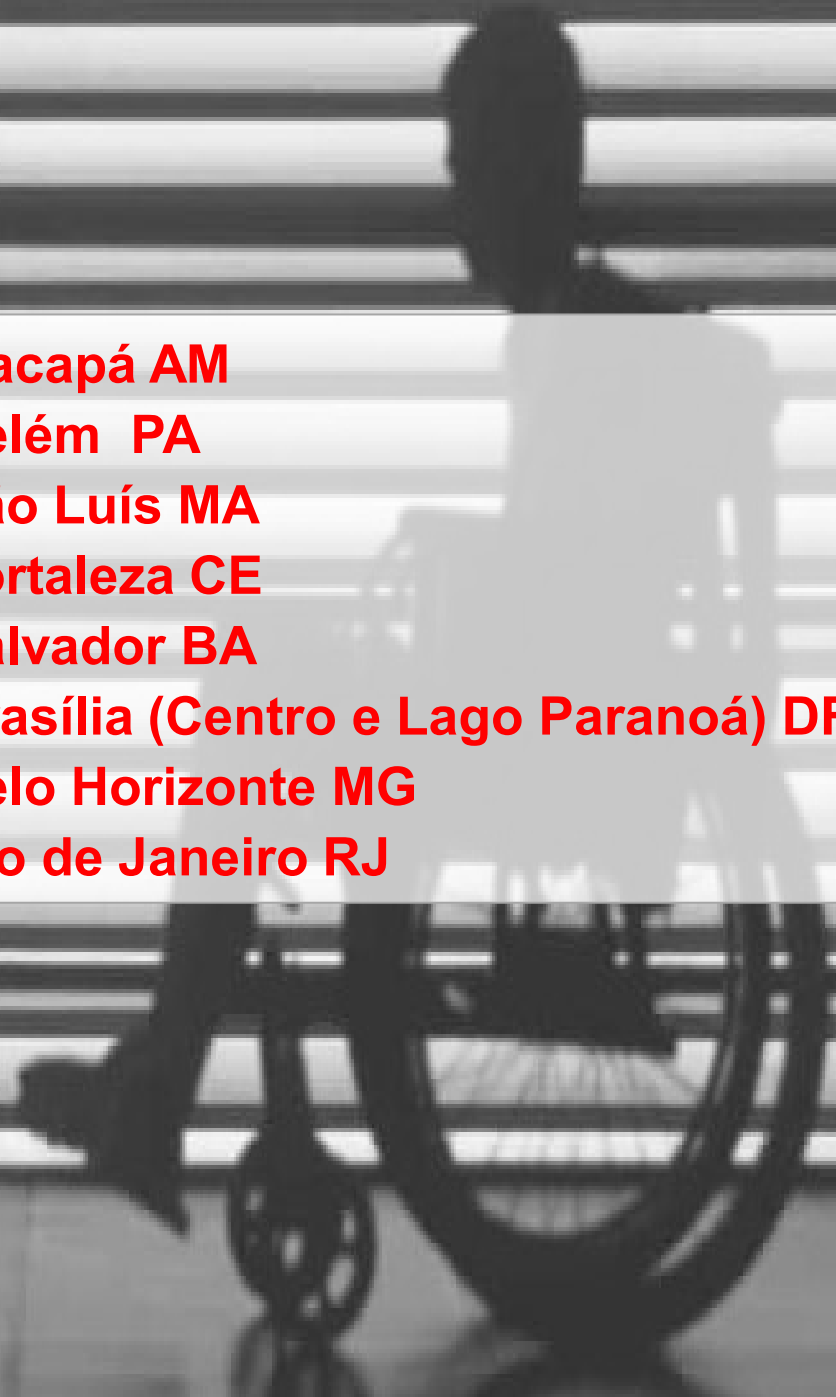 acapá AM
elém PA
ão Luís MA
ortaleza CE
alvador BA
asília (Centro e Lago Paranoá) DF
elo Horizonte MG
o de Janeiro RJ